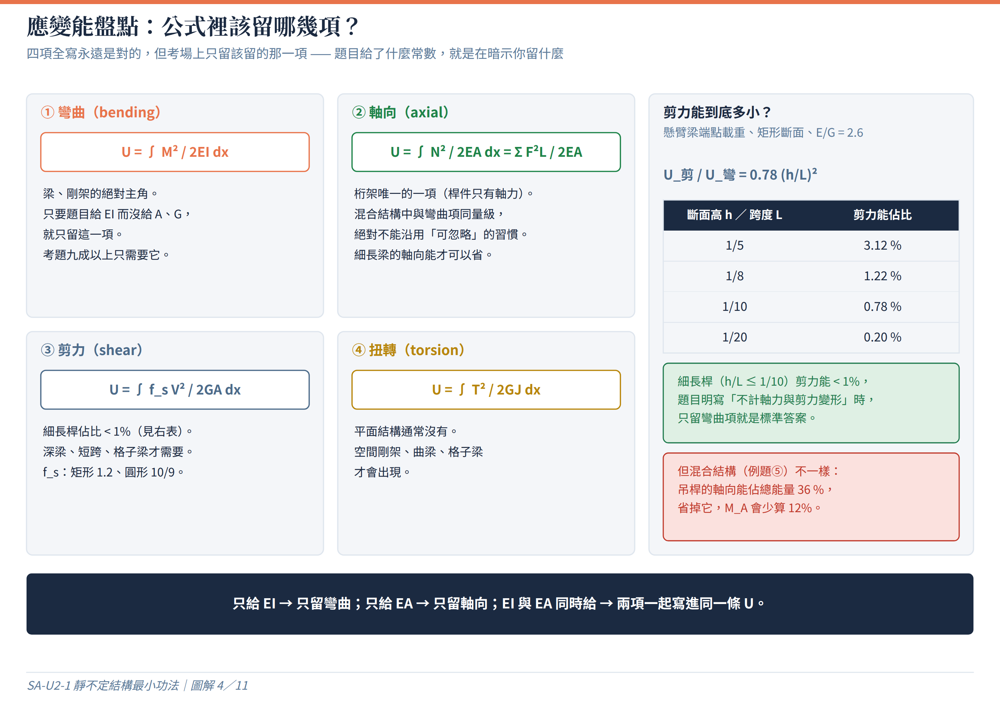 應變能盤點：公式裡該留哪幾項？
四項全寫永遠是對的，但考場上只留該留的那一項 —— 題目給了什麼常數，就是在暗示你留什麼
① 彎曲（bending）
U = ∫ M² / 2EI dx
梁、剛架的絕對主角。
只要題目給 EI 而沒給 A、G，
就只留這一項。
考題九成以上只需要它。
② 軸向（axial）
U = ∫ N² / 2EA dx = Σ F²L / 2EA
桁架唯一的一項（桿件只有軸力）。
混合結構中與彎曲項同量級，
絕對不能沿用「可忽略」的習慣。
細長梁的軸向能才可以省。
③ 剪力（shear）
U = ∫ f_s V² / 2GA dx
細長桿佔比 < 1%（見右表）。
深梁、短跨、格子梁才需要。
f_s：矩形 1.2、圓形 10/9。
④ 扭轉（torsion）
U = ∫ T² / 2GJ dx
平面結構通常沒有。
空間剛架、曲梁、格子梁
才會出現。
剪力能到底多小？
懸臂梁端點載重、矩形斷面、E/G = 2.6
U_剪 / U_彎 = 0.78 (h/L)²
斷面高 h ／ 跨度 L 剪力能佔比
1/5 3.12 %
1/8 1.22 %
1/10 0.78 %
1/20 0.20 %
細長桿（h/L ≤ 1/10）剪力能 < 1%，
題目明寫「不計軸力與剪力變形」時，
只留彎曲項就是標準答案。
但混合結構（例題⑤）不一樣：
吊桿的軸向能佔總能量 36 %，
省掉它，M_A 會少算 12%。
只給 EI → 只留彎曲；只給 EA → 只留軸向；EI 與 EA 同時給 → 兩項一起寫進同一條 U。
SA-U2-1 靜不定結構最小功法｜圖解 4／11